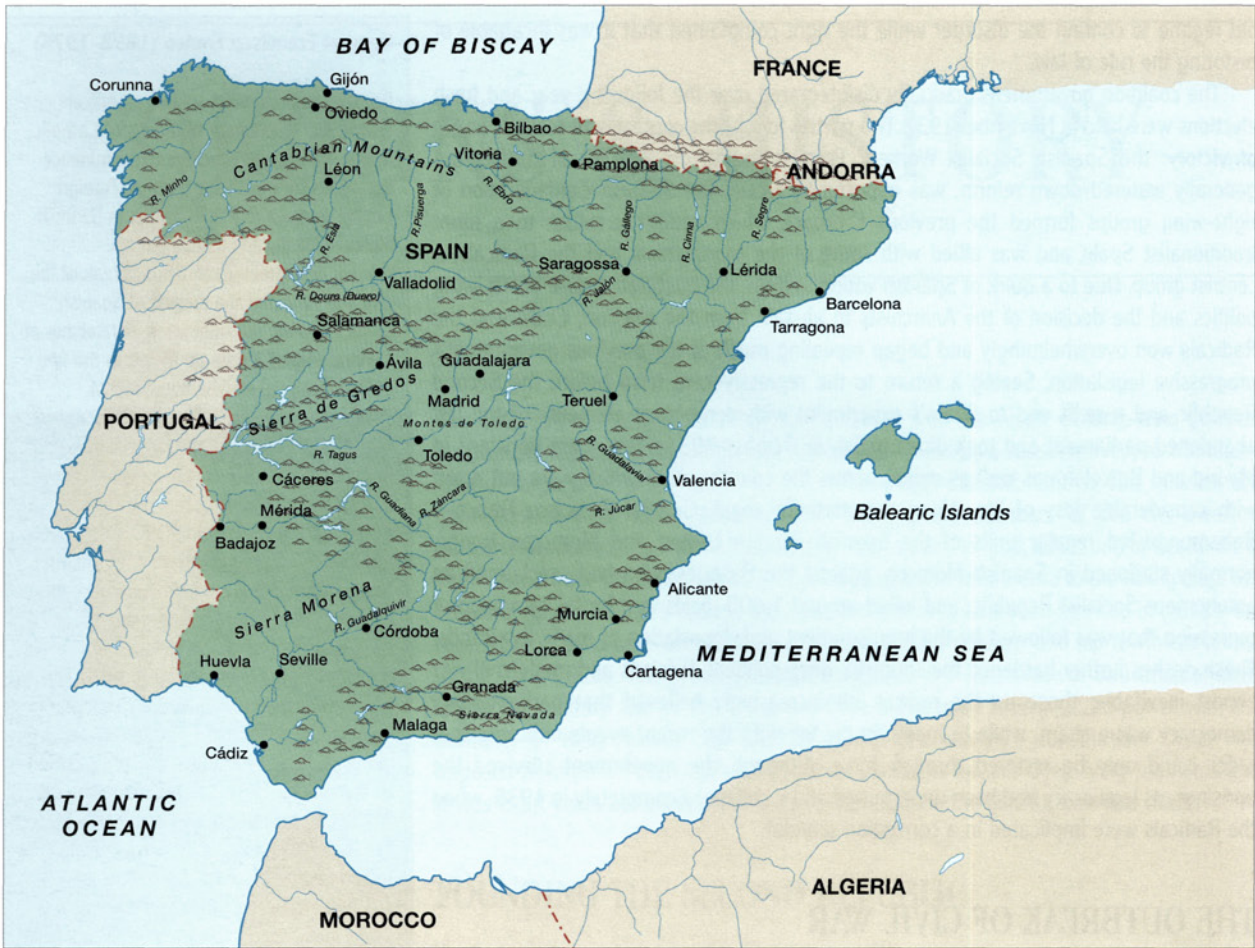 BAY OF BISCAY
FRANCE
Corunna
Gijón
Oviedo
Bilbao
Cantabrian Mountains
Vitoria
Pamplona
ANDORRA
Léon
R. Minho
R. Ebro
R. Esla
R. Pisuerga
R. Gállego
R. Cinna
R. Segre
SPAIN
Saragossa
Lérida
Valladolid
R. Jalón
R. Douro (Duero)
Barcelona
Salamanca
Tarragona
Ávila
Guadalajara
Sierra de Gredos
Madrid
Teruel
PORTUGAL
Montes de Toledo
R. Tagus
Toledo
R. Guadalaviar
Cáceres
Valencia
R. Guadiana
R. Záncara
R. Júcar
Mérida
Balearic Islands
Badajoz
Alicante
Sierra Morena
R. Guadalquivir
Murcia
Córdoba
Lorca
MEDITERRANEAN SEA
Huevla
Seville
Cartagena
Granada
Sierra Nevada
Malaga
Cádiz
ATLANTIC
OCEAN
ALGERIA
MOROCCO